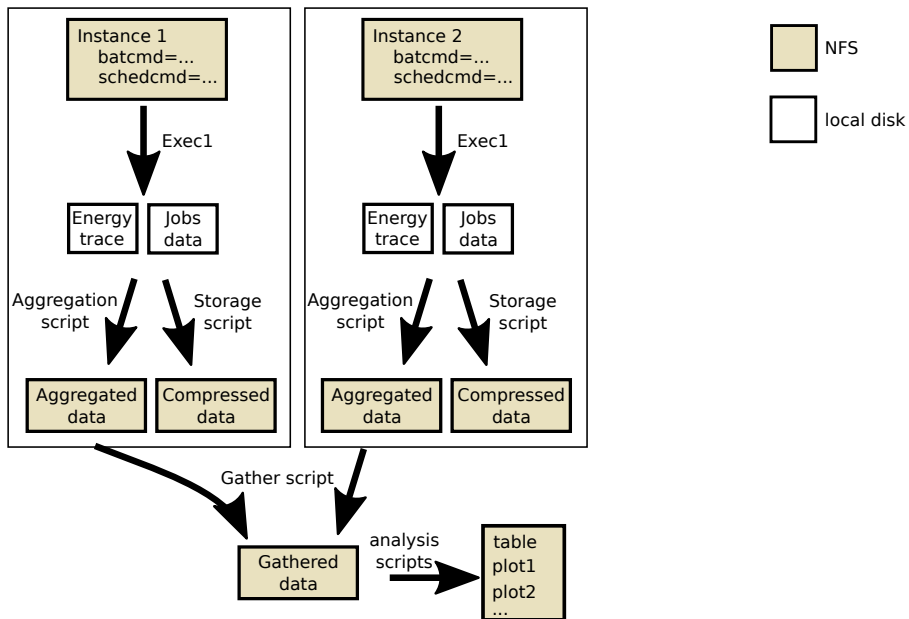 Instance 1
batcmd=...
schedcmd=...
Exec1
Energy
trace
Jobs
data
Aggregation
script
Storage
script
Aggregated
data
Compressed
data
Instance 2
batcmd=...
schedcmd=...
Exec1
Energy
trace
Jobs
data
Aggregation
script
Storage
script
Aggregated
data
Compressed
data
NFS
local disk
Gather script
Gathered
data
analysis
scripts
table
plot1
plot2
...